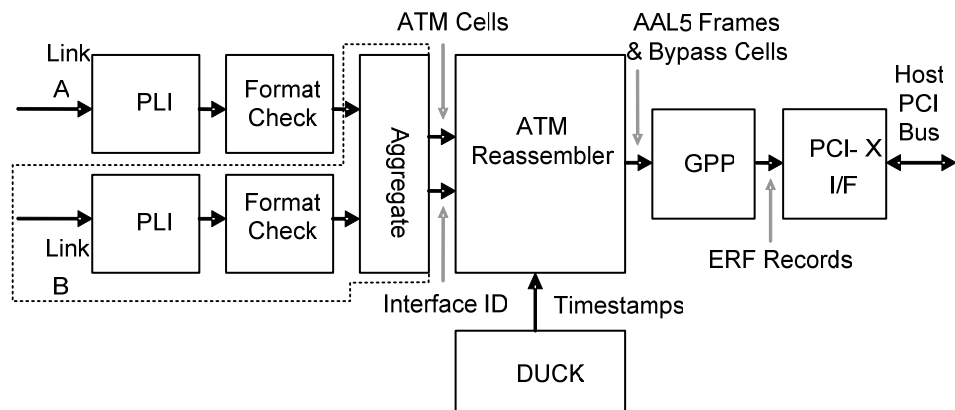 ATM Cells
AAL5 Frames
& Bypass Cells
Link
A
PLI
Format
Check
Aggregate
ATM
Reassembler
GPP
PCI- X
I/F
Host
PCI
Bus
PLI
Format
Check
Link
B
Interface ID
Timestamps
ERF Records
DUCK